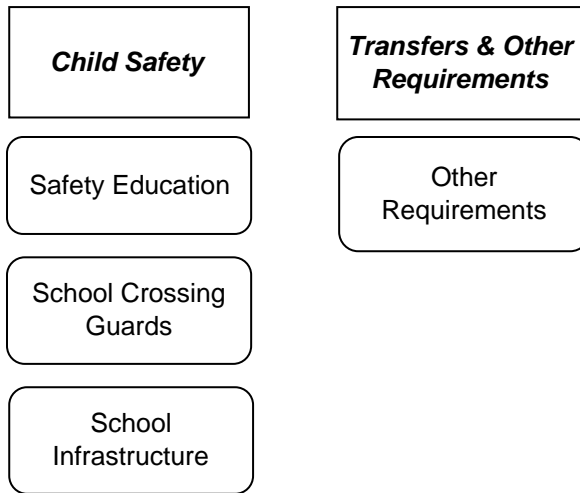 Child Safety
Safety Education
School Crossing
Guards
School
Infrastructure
Transfers & Other
Requirements
Other
Requirements